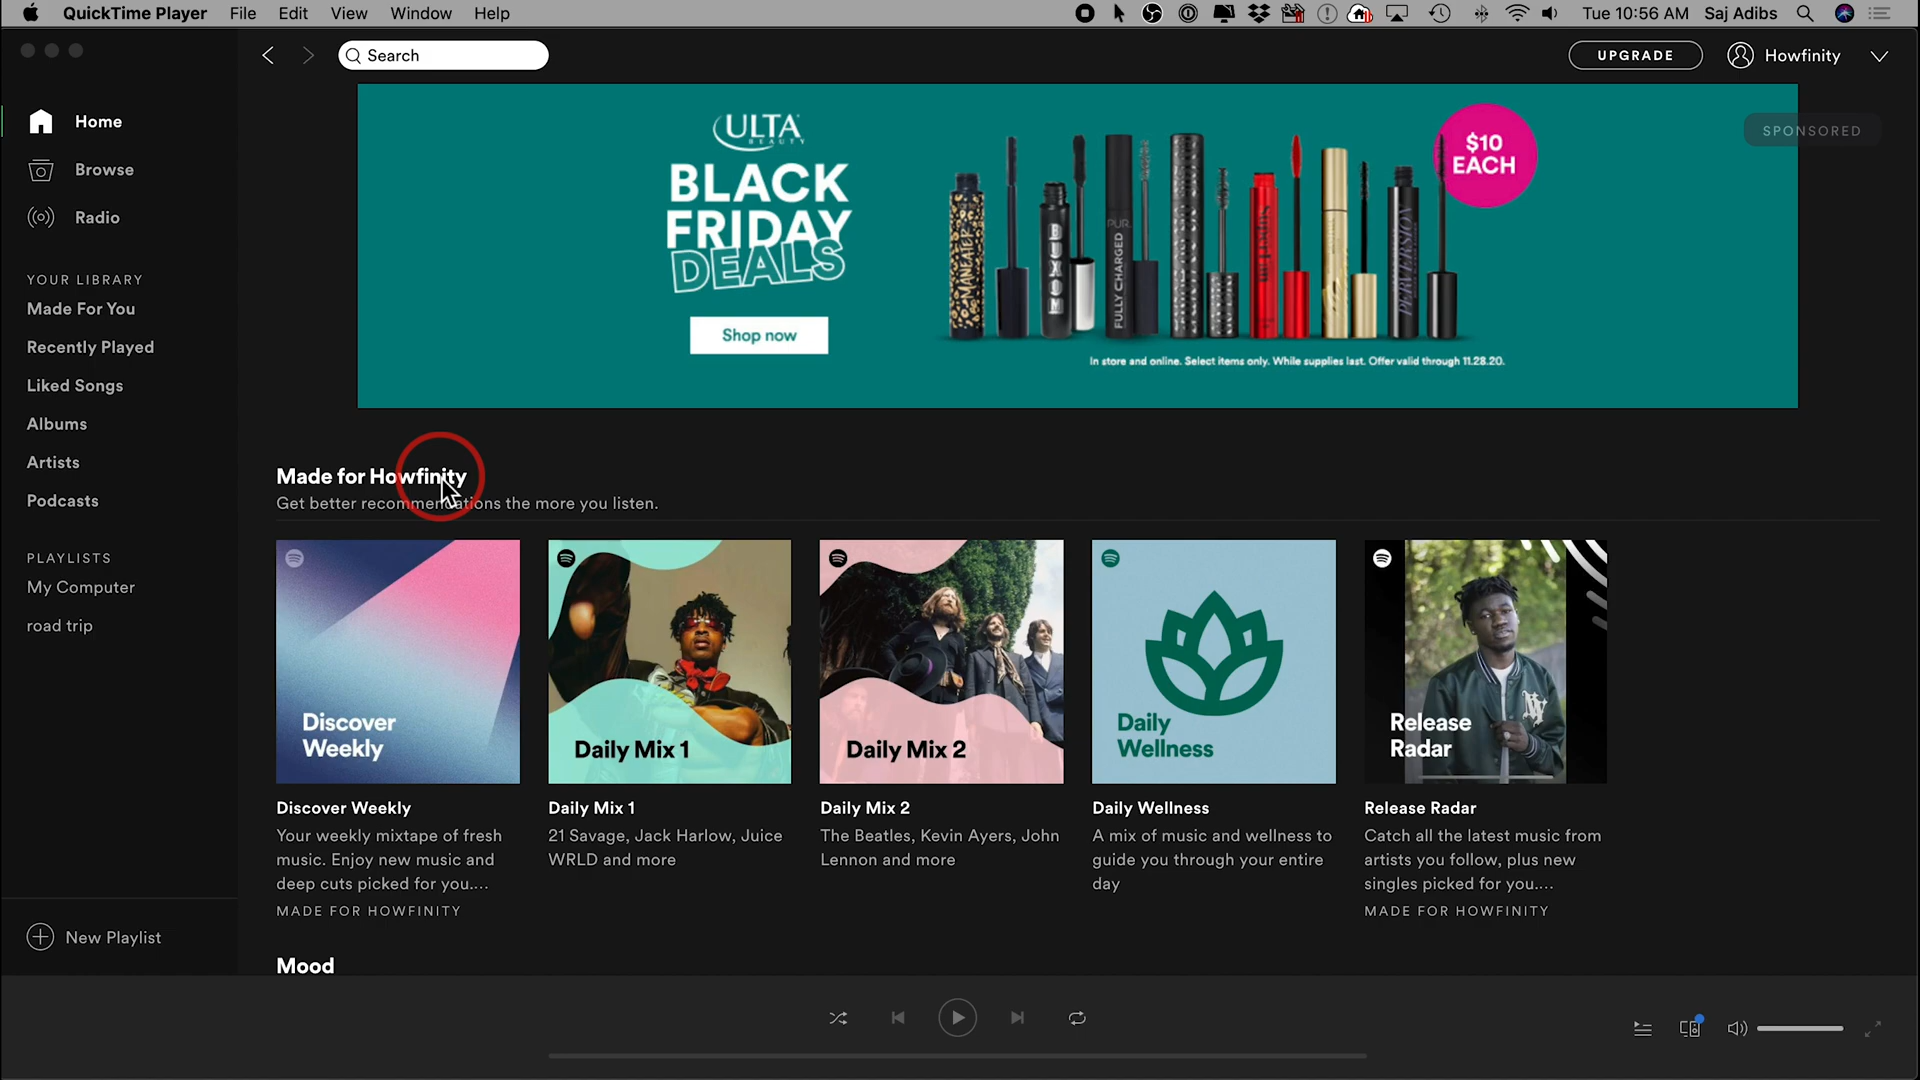 QuickTime Player File Edit View Window Help
Tue 10:56 AM Saj Adibs
Search
UPGRADE
Howfinity
Home
Browse
Radio
YOUR LIBRARY
Made For You
Recently Played
Liked Songs
Albums
Artists
Podcasts
PLAYLISTS
My Computer
road trip
New Playlist
SPONSORED
ULTA
BEAUTY
BLACK
FRIDAY
DEALS
Shop now
MANEATER
BUXOM
PÜR
FULLY CHARGED
PERVERSION
$10
EACH
In store and online. Select items only. While supplies last. Offer valid through 11.28.20.
Made for Howfinity
Get better recommendations the more you listen.
Discover
Weekly
Daily Mix 1
Daily Mix 2
Daily
Wellness
Release
Radar
Discover Weekly
Your weekly mixtape of fresh
music. Enjoy new music and
deep cuts picked for you....
MADE FOR HOWFINITY
Daily Mix 1
21 Savage, Jack Harlow, Juice
WRLD and more
Daily Mix 2
The Beatles, Kevin Ayers, John
Lennon and more
Daily Wellness
A mix of music and wellness to
guide you through your entire
day
Release Radar
Catch all the latest music from
artists you follow, plus new
singles picked for you....
MADE FOR HOWFINITY
Mood